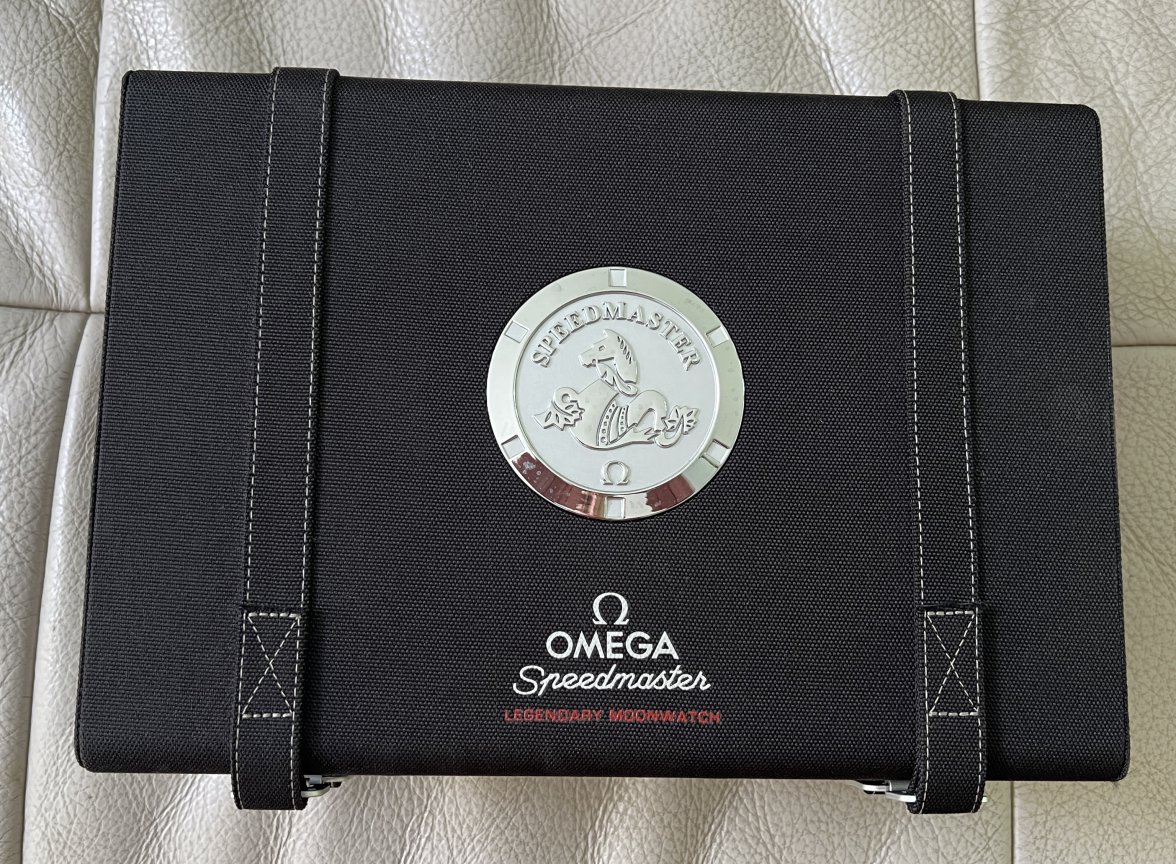 SPEEDMASTER
Ω
Ω
OMEGA
Speedmaster
LEGENDARY MOONWATCH